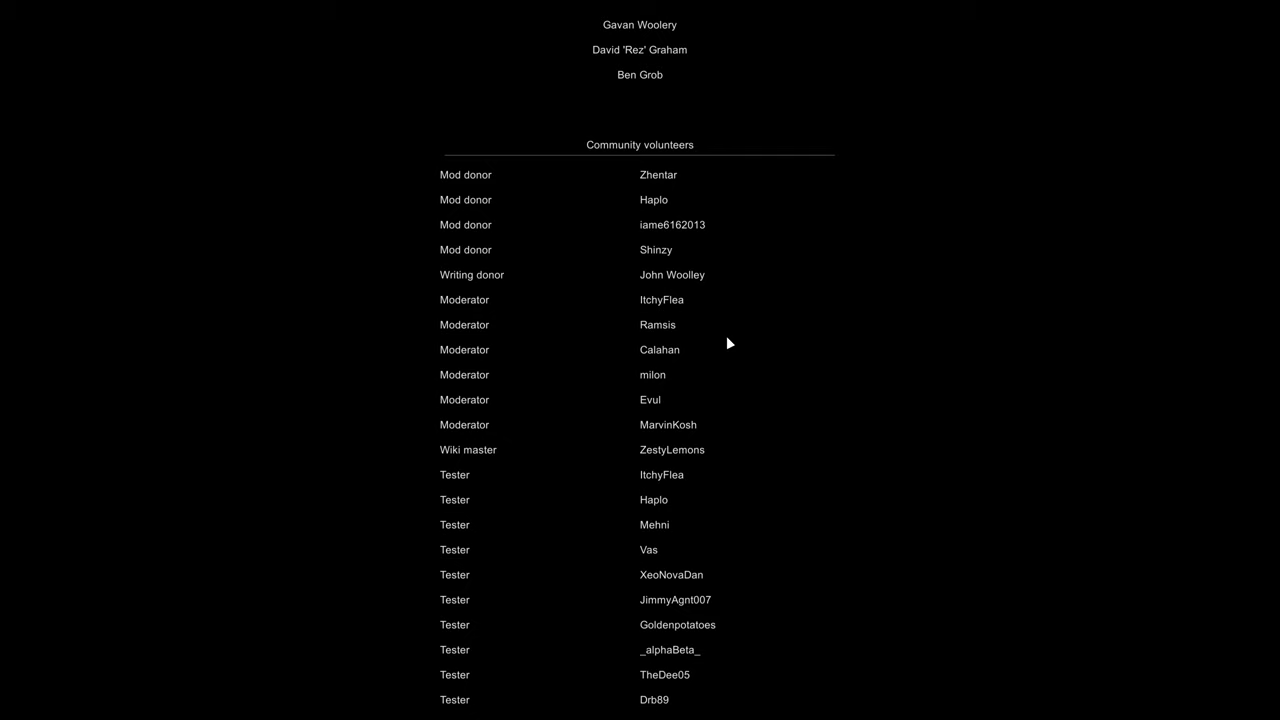 Gavan Woolery
David 'Rez' Graham
Ben Grob
Community volunteers
Mod donor Zhentar
Mod donor Haplo
Mod donor iame6162013
Mod donor Shinzy
Writing donor John Woolley
Moderator ItchyFlea
Moderator Ramsis
Moderator Calahan
Moderator milon
Moderator Evul
Moderator MarvinKosh
Wiki master ZestyLemons
Tester ItchyFlea
Tester Haplo
Tester Mehni
Tester Vas
Tester XeoNovaDan
Tester JimmyAgnt007
Tester Goldenpotatoes
Tester _alphaBeta_
Tester TheDee05
Tester Drb89